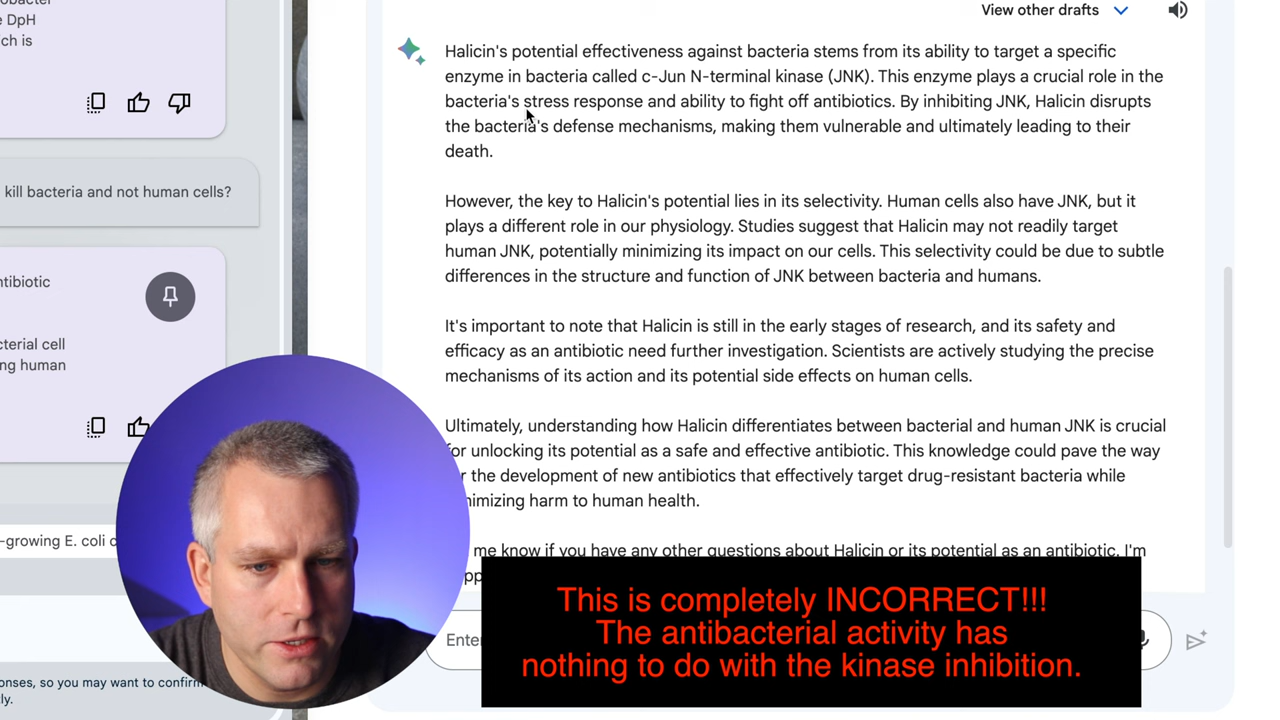 obacter
e DpH
ch is
kill bacteria and not human cells?
ntibiotic
cterial cell
ng human
-growing E. coli
onses, so you may want to confirm
tly.
View other drafts
Halicin's potential effectiveness against bacteria stems from its ability to target a specific
enzyme in bacteria called c-Jun N-terminal kinase (JNK). This enzyme plays a crucial role in the
bacteria's stress response and ability to fight off antibiotics. By inhibiting JNK, Halicin disrupts
the bacteria's defense mechanisms, making them vulnerable and ultimately leading to their
death.
However, the key to Halicin's potential lies in its selectivity. Human cells also have JNK, but it
plays a different role in our physiology. Studies suggest that Halicin may not readily target
human JNK, potentially minimizing its impact on our cells. This selectivity could be due to subtle
differences in the structure and function of JNK between bacteria and humans.
It's important to note that Halicin is still in the early stages of research, and its safety and
efficacy as an antibiotic need further investigation. Scientists are actively studying the precise
mechanisms of its action and its potential side effects on human cells.
Ultimately, understanding how Halicin differentiates between bacterial and human JNK is crucial
for unlocking its potential as a safe and effective antibiotic. This knowledge could pave the way
r the development of new antibiotics that effectively target drug-resistant bacteria while
nimizing harm to human health.
me know if you have any other questions about Halicin or its potential as an antibiotic. I'm
Enter
This is completely INCORRECT!!!
The antibacterial activity has
nothing to do with the kinase inhibition.